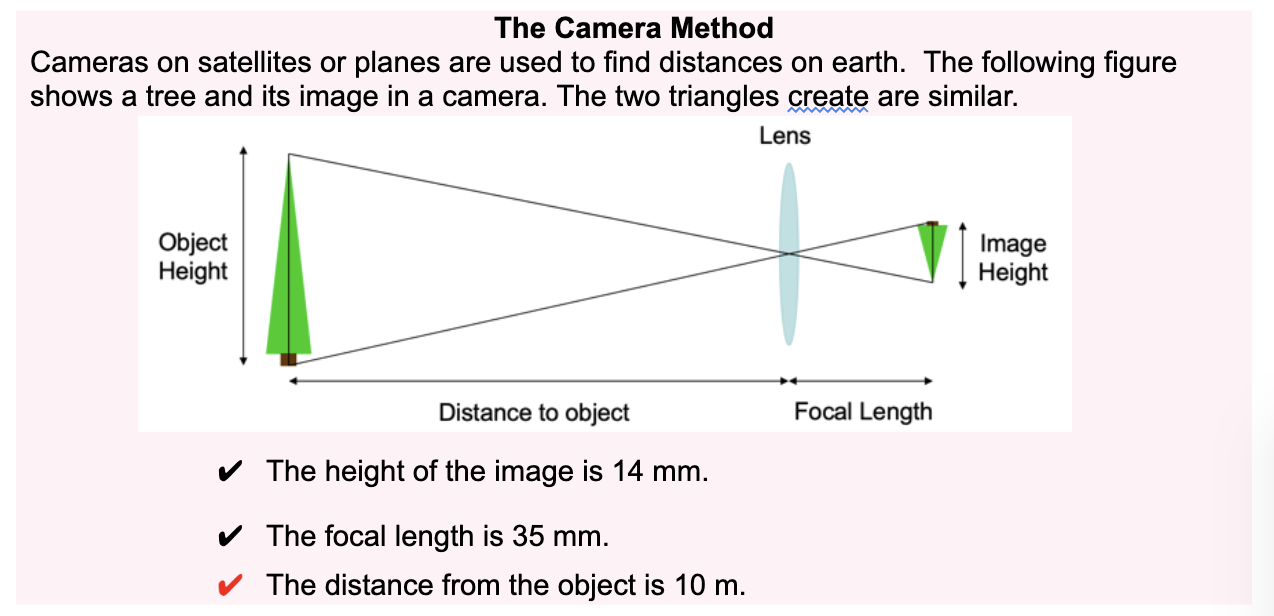 The Camera Method
Cameras on satellites or planes are used to find distances on earth.  The following figure
shows a tree and its image in a camera. The two triangles create are similar.
Lens
Object
Height
Image
Height
Distance to object
Focal Length
✔ The height of the image is 14 mm.
✔ The focal length is 35 mm.
✔ The distance from the object is 10 m.